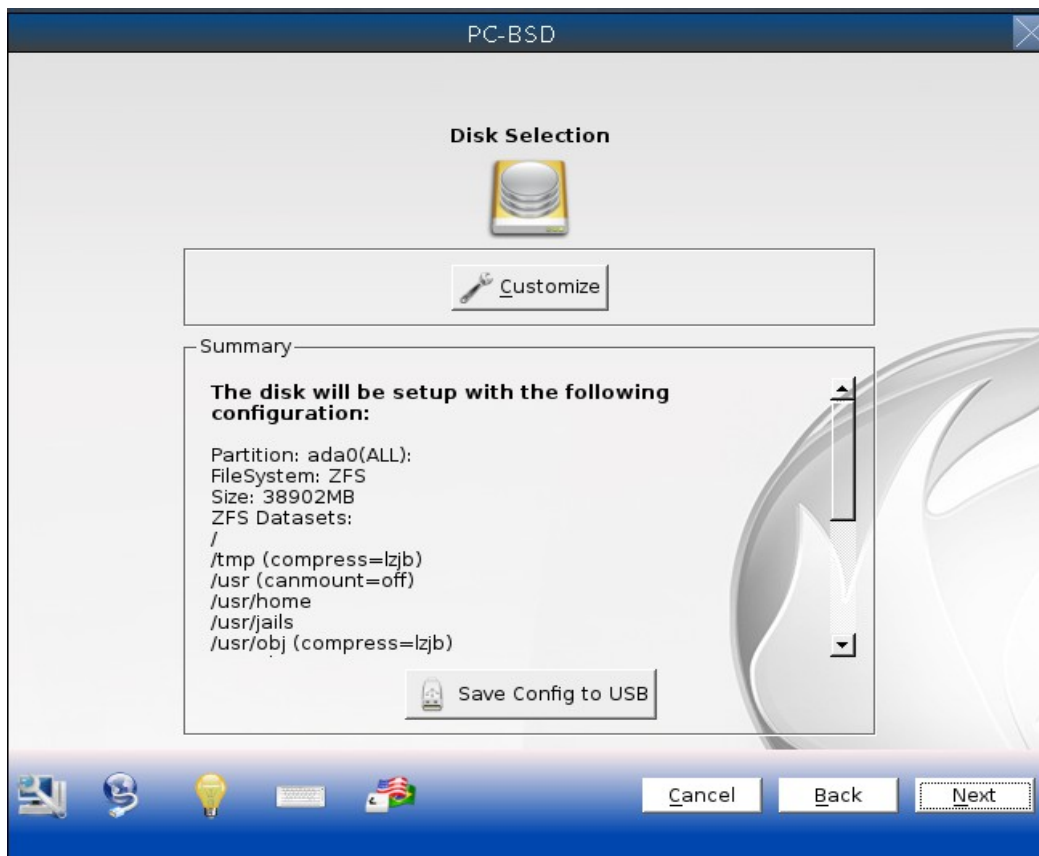 PC-BSD
Disk Selection
Customize
Summary
The disk will be setup with the following
configuration:
Partition: ada0(ALL):
FileSystem: ZFS
Size: 38902MB
ZFS Datasets:
/
/tmp (compress=lzjb)
/usr (canmount=off)
/usr/home
/usr/jails
/usr/obj (compress=lzjb)
Save Config to USB
Cancel Back Next